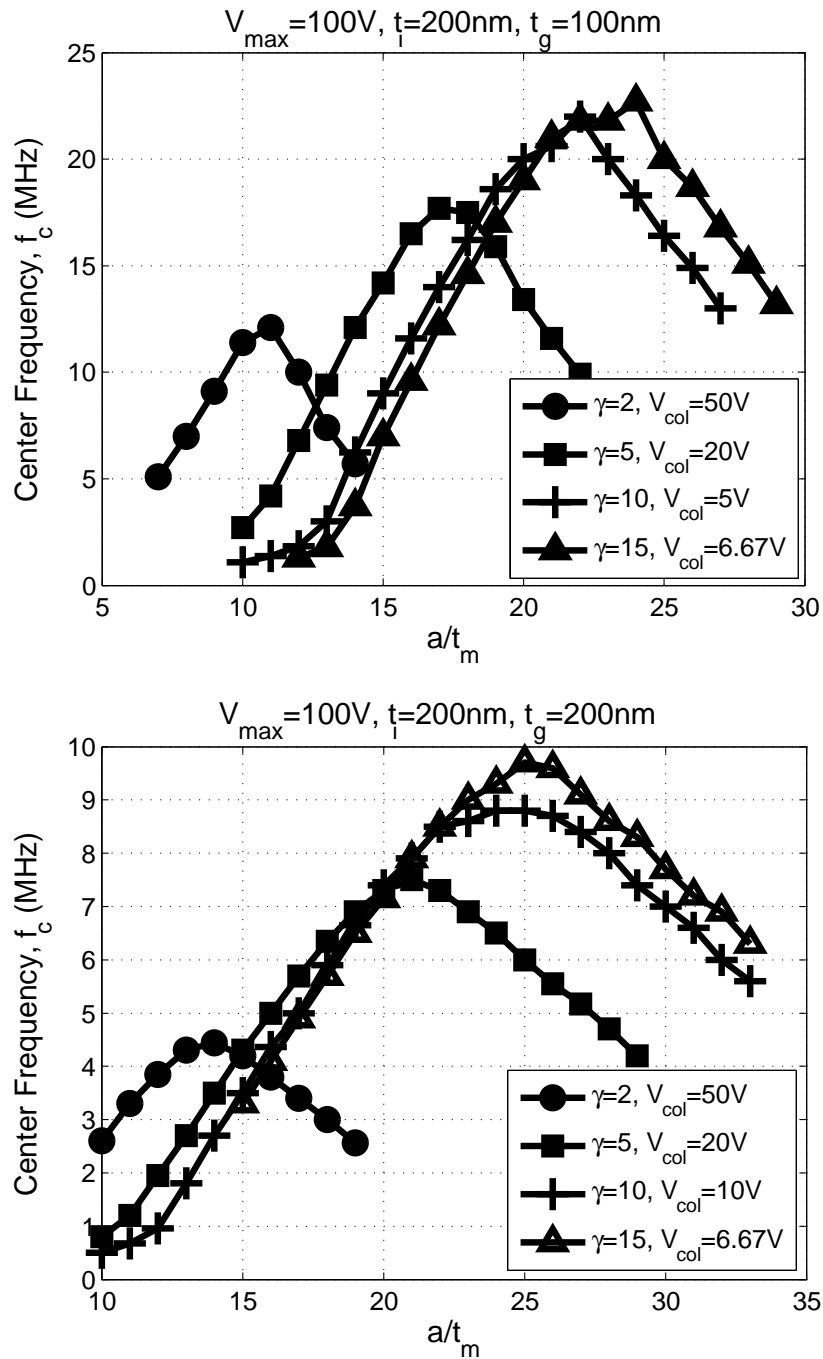 V_max=100V, t_i=200nm, t_g=100nm
Center Frequency, f_c (MHz)
25
20
15
10
5
0
γ=2, V_col=50V
γ=5, V_col=20V
γ=10, V_col=5V
γ=15, V_col=6.67V
5 10 15 20 25 30
a/t_m
V_max=100V, t_i=200nm, t_g=200nm
Center Frequency, f_c (MHz)
10
9
8
7
6
5
4
3
2
1
0
γ=2, V_col=50V
γ=5, V_col=20V
γ=10, V_col=10V
γ=15, V_col=6.67V
10 15 20 25 30 35
a/t_m